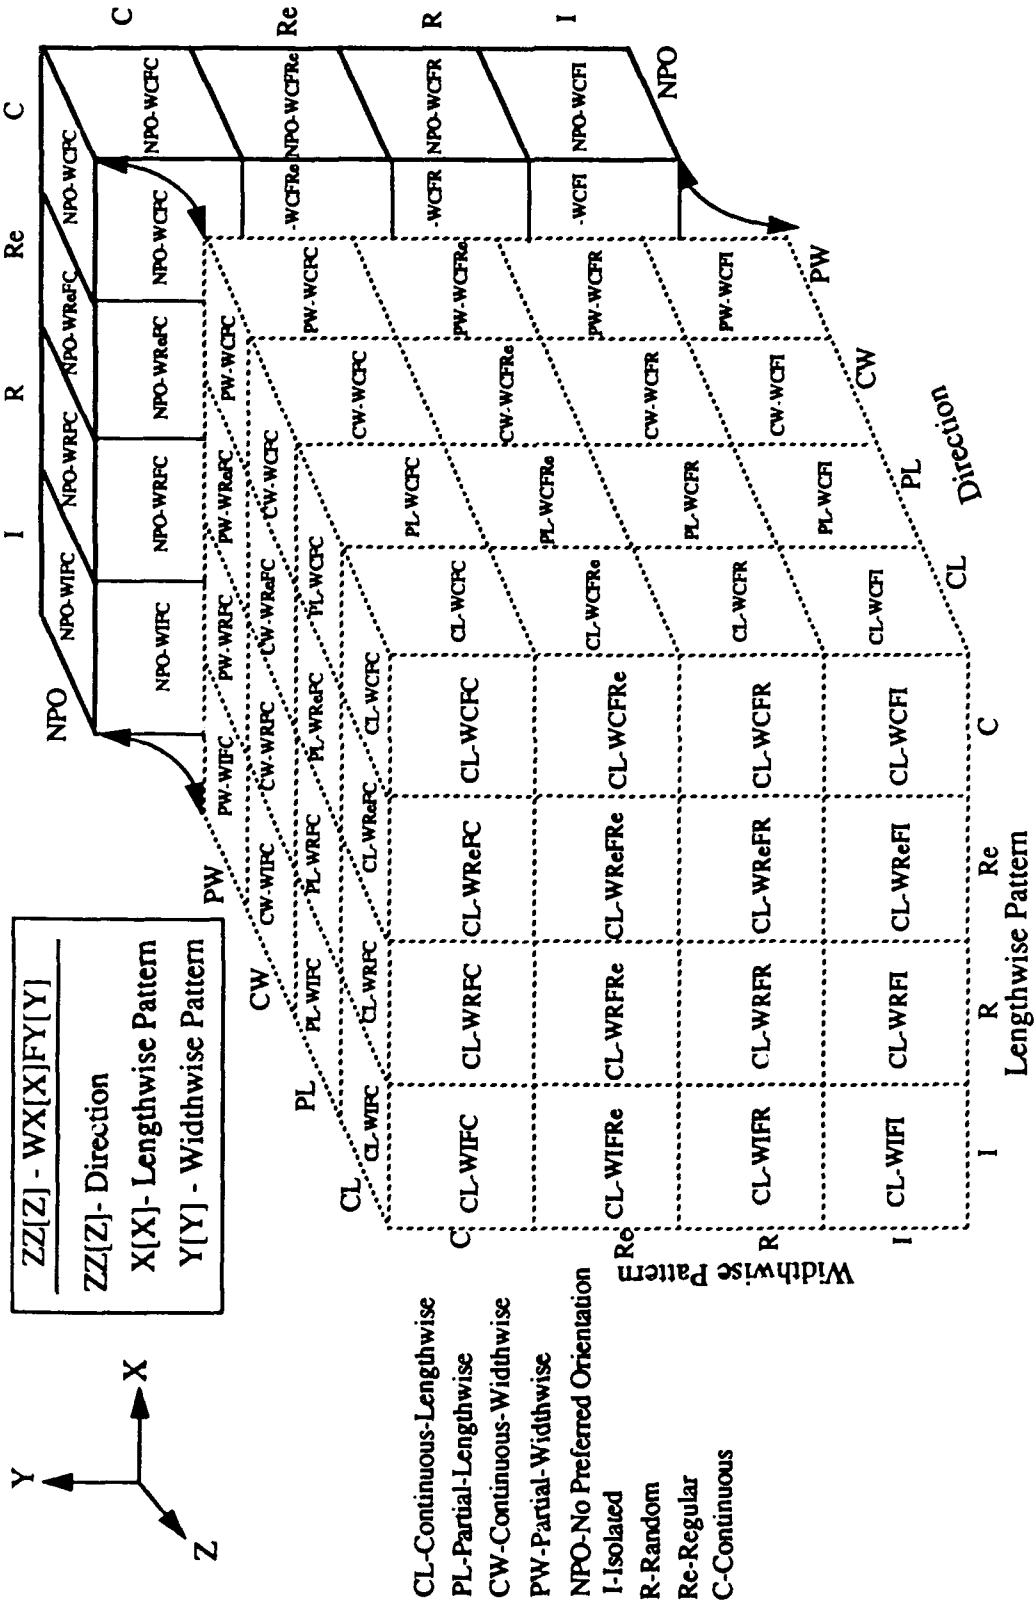 Y
X
Z
ZZ[Z] - WX[X]FY[Y]
ZZ[Z]- Direction
X[X]- Lengthwise Pattern
Y[Y] - Widthwise Pattern
CL-Continuous-Lengthwise
PL-Partial-Lengthwise
CW-Continuous-Widthwise
PW-Partial-Widthwise
NPO-No Preferred Orientation
I-Isolated
R-Random
Re-Regular
C-Continuous
NPO
I
R
Re
C
NPO-WIFC
NPO-WRFC
NPO-WReFC
NPO-WCFC
NPO-WIFC
NPO-WRFC
NPO-WReFC
NPO-WCFC
NPO-WCFC
C
-WCFRe
NPO-WCFRe
Re
-WCFR
NPO-WCFR
R
-WCFI
NPO-WCFI
I
NPO
PW
PW-WIFC
PW-WRFC
PW-WReFC
PW-WCFC
CW
CW-WIFC
CW-WRFC
CW-WReFC
CW-WCFC
PL
PL-WIFC
PL-WRFC
PL-WReFC
PL-WCFC
CL
CL-WIFC
CL-WRFC
CL-WReFC
CL-WCFC
CL-WCFC
PL-WCFC
CW-WCFC
PW-WCFC
CL-WCFRe
PL-WCFRe
CW-WCFRe
PW-WCFRe
CL-WCFR
PL-WCFR
CW-WCFR
PW-WCFR
CL-WCFI
PL-WCFI
CW-WCFI
PW-WCFI
CL
PL
CW
PW
Direction
C
CL-WIFC
CL-WRFC
CL-WReFC
CL-WCFC
Re
CL-WIFRe
CL-WRFRe
CL-WReFRe
CL-WCFRe
R
CL-WIFR
CL-WRFR
CL-WReFR
CL-WCFR
I
CL-WIFI
CL-WRFI
CL-WReFI
CL-WCFI
Widthwise Pattern
I
R
Re
C
Lengthwise Pattern